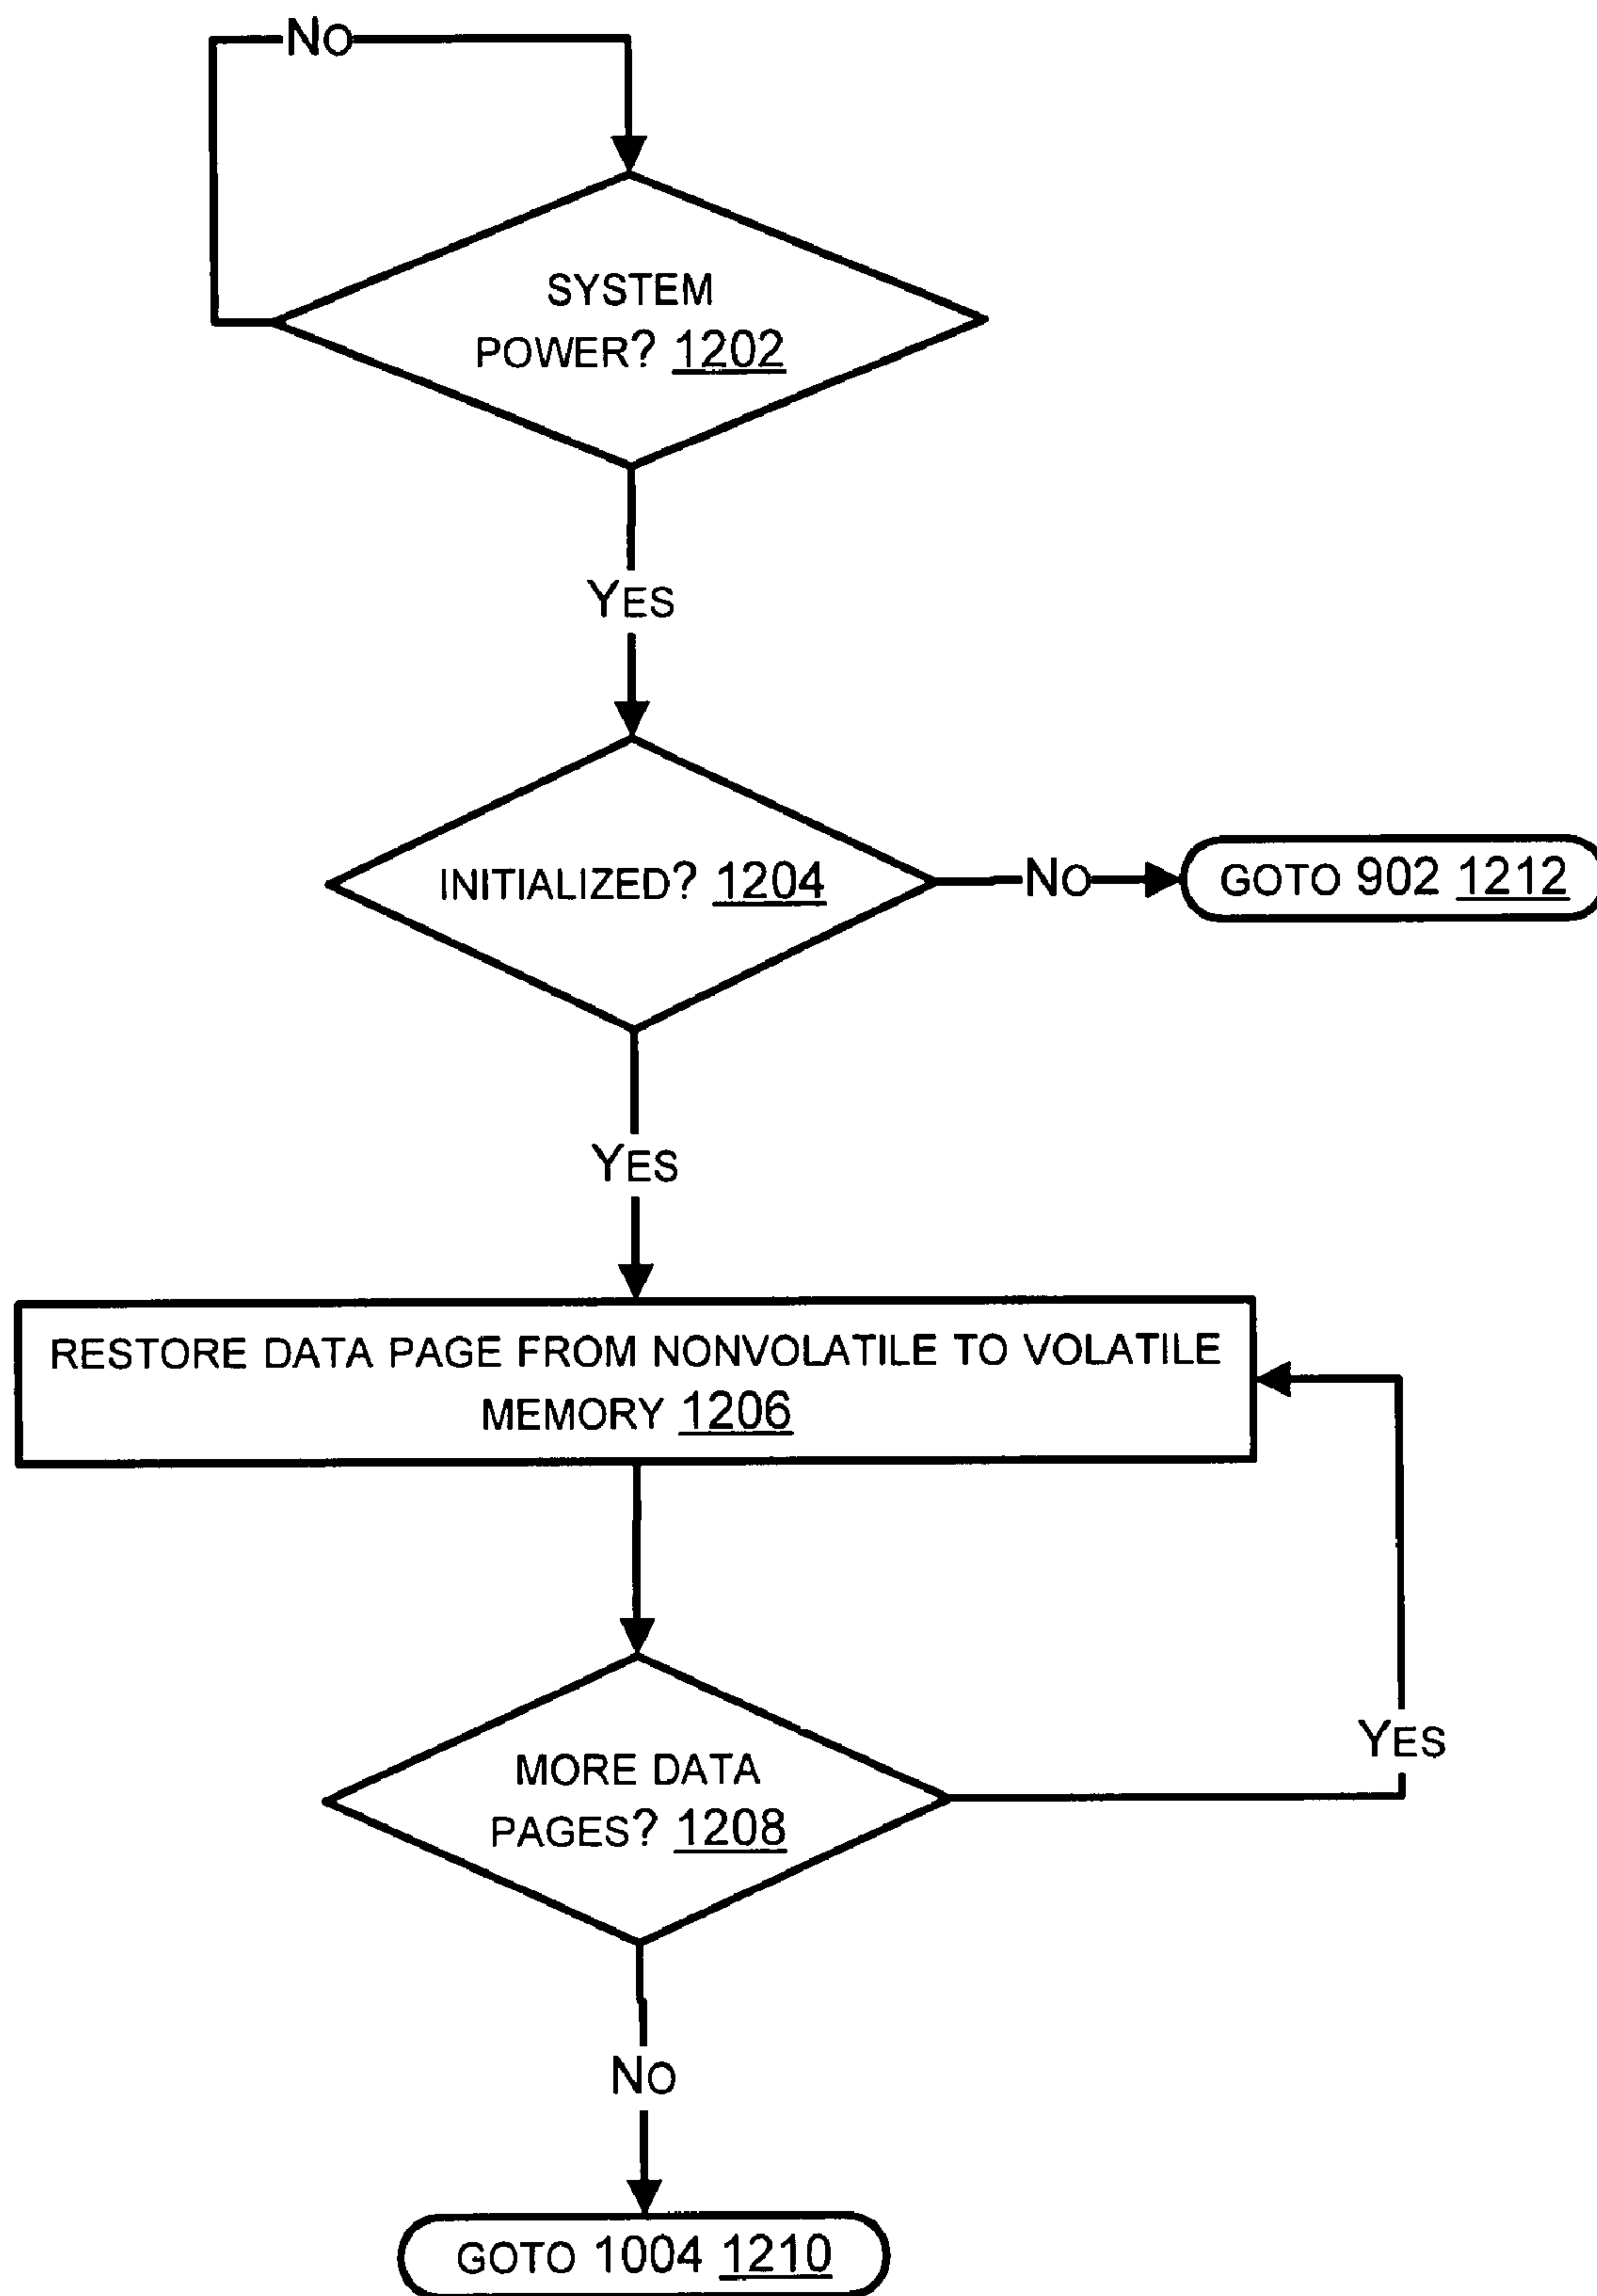 NO
SYSTEM
POWER? 1202
YES
INITIALIZED? 1204
NO
GOTO 902 1212
YES
RESTORE DATA PAGE FROM NONVOLATILE TO VOLATILE
MEMORY 1206
MORE DATA
PAGES? 1208
YES
NO
GOTO 1004 1210